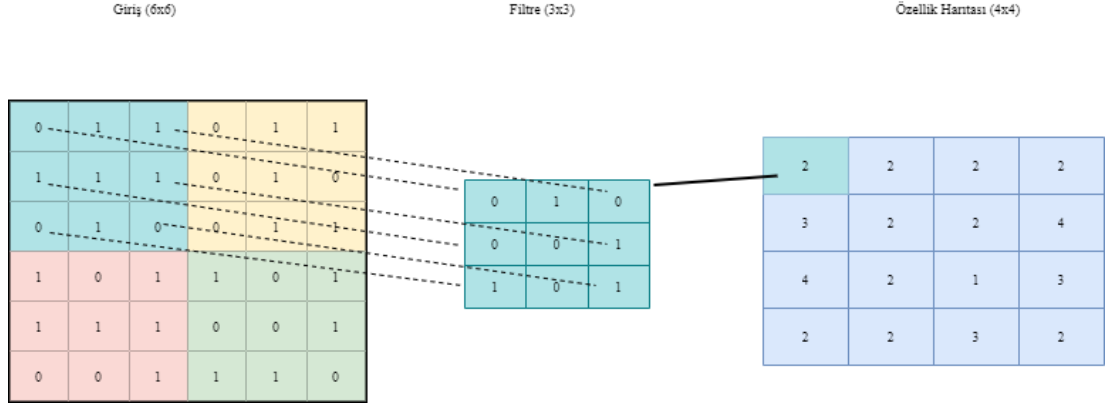 Giriş (6x6) Filtre (3x3) Özellik Harıtası (4x4)
0 1 1 0 1 1
1 1 1 0 1 0
0 1 0 0 1 1
1 0 1 1 0 1
1 1 1 0 0 1
0 0 1 1 1 0
0 1 0
0 0 1
1 0 1
2 2 2 2
3 2 2 4
4 2 1 3
2 2 3 2